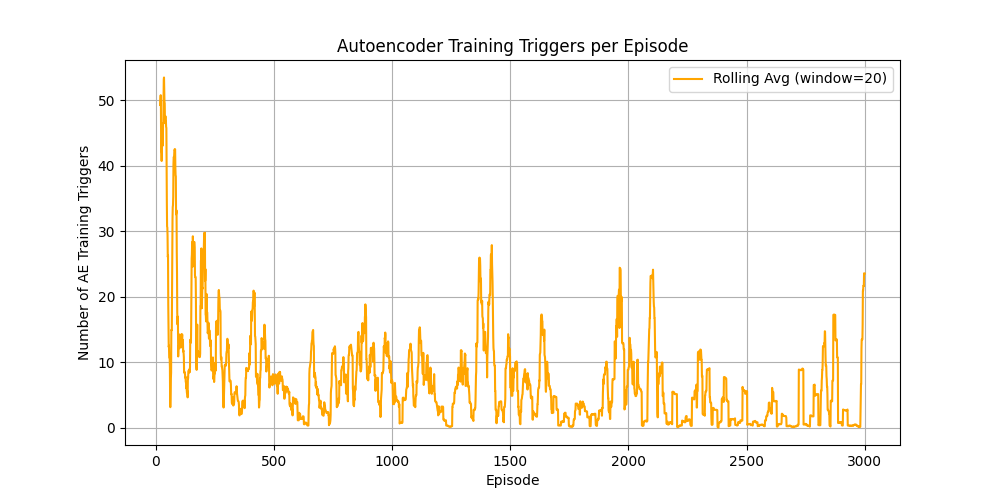 Autoencoder Training Triggers per Episode
Rolling Avg (window=20)
Number of AE Training Triggers
50
40
30
20
10
0
0 500 1000 1500 2000 2500 3000
Episode